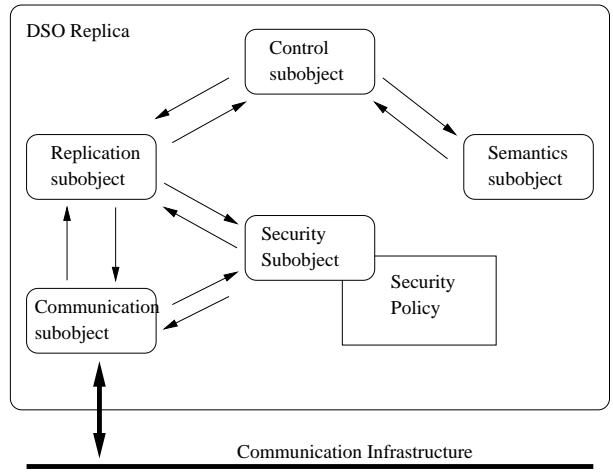 DSO Replica
Control
subobject
Replication
subobject
Semantics
subobject
Security
Subobject
Security
Policy
Communication
subobject
Communication Infrastructure